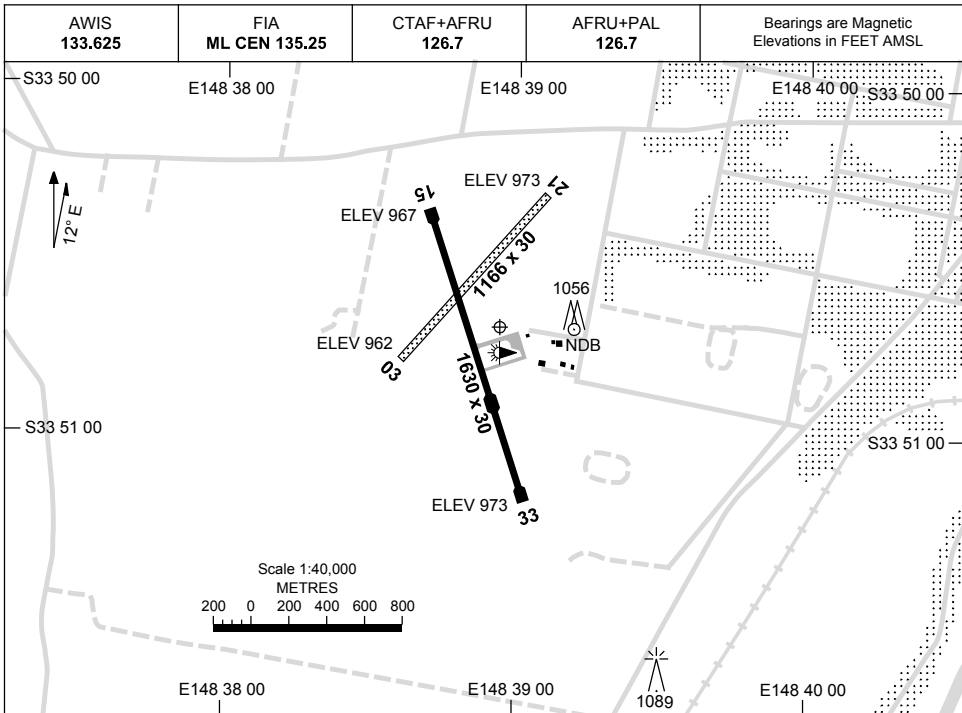 AWIS
133.625
FIA
ML CEN 135.25
CTAF+AFRU
126.7
AFRU+PAL
126.7
Bearings are Magnetic
Elevations in FEET AMSL
S33 50 00
E148 38 00
E148 39 00
E148 40 00
S33 50 00
12° E
15
ELEV 967
ELEV 973
21
1166 x 30
1056
NDB
ELEV 962
03
1630 x 30
S33 51 00
S33 51 00
ELEV 973
33
Scale 1:40,000
METRES
200 0 200 400 600 800
1089
E148 38 00
E148 39 00
E148 40 00